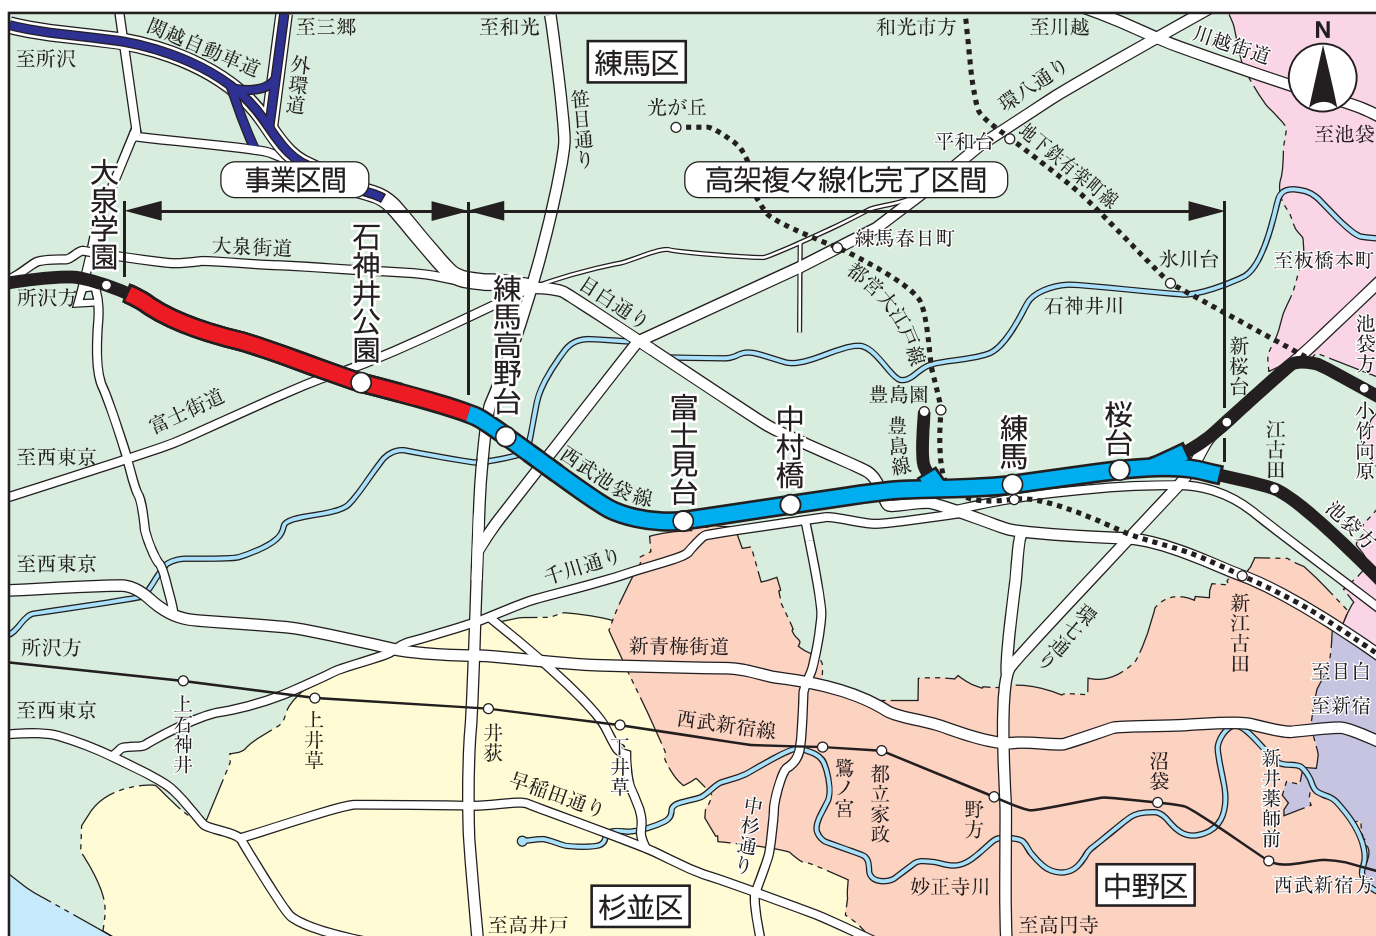 至所沢
関越自動車道
至三郷
外環道
至和光
練馬区
笹目通り
光が丘
和光市方
至川越
環八通り
川越街道
N
至池袋
平和台
地下鉄有楽町線
大泉学園
事業区間
高架複々線化完了区間
大泉街道
石神井公園
練馬高野台
目白通り
練馬春日町
都営大江戸線
氷川台
至板橋本町
石神井川
所沢方
新桜台
池袋方
小竹向原
富士街道
豊島園
豊島線
富士見台
中村橋
練馬
桜台
江古田
至西東京
西武池袋線
池袋方
至西東京
千川通り
環七通り
新江古田
所沢方
新青梅街道
至目白
至新宿
至西東京
上石神井
上井草
井荻
下井草
西武新宿線
鷺ノ宮
都立家政
野方
沼袋
新井薬師前
早稲田通り
中杉通り
妙正寺川
中野区
西武新宿方
杉並区
至高井戸
至高円寺